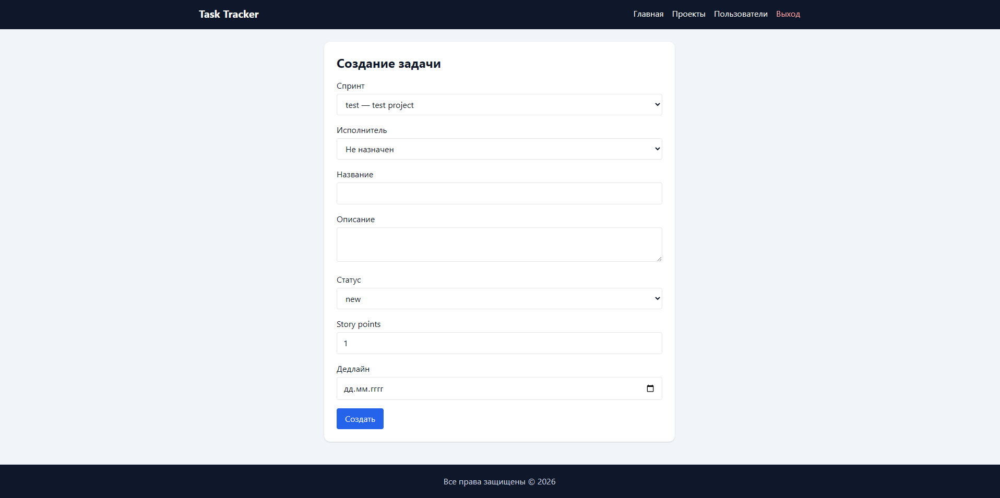 Task Tracker
Главная Проекты Пользователи Выход
Создание задачи
Спринт
test — test project
Исполнитель
Не назначен
Название
Описание
Статус
new
Story points
1
Дедлайн
дд.мм.гггг
Создать
Все права защищены © 2026